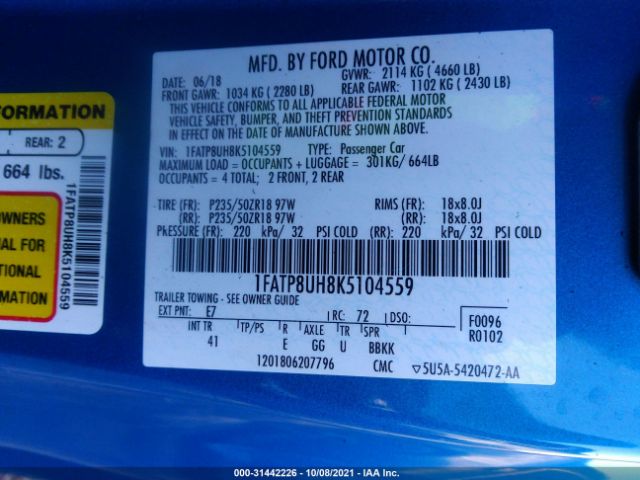 FORMATION
REAR: 2
664 lbs.
OWNERS
AL FOR
TIONAL
MATION
1FATP8UH8K5104559
MFD. BY FORD MOTOR CO.
DATE: 06/18 GVWR: 2114 KG ( 4660 LB)
FRONT GAWR: 1034 KG ( 2280 LB) REAR GAWR: 1102 KG ( 2430 LB)
THIS VEHICLE CONFORMS TO ALL APPLICABLE FEDERAL MOTOR
VEHICLE SAFETY, BUMPER, AND THEFT PREVENTION STANDARDS
IN EFFECT ON THE DATE OF MANUFACTURE SHOWN ABOVE.
VIN: 1FATP8UH8K5104559 TYPE: Passenger Car
MAXIMUM LOAD = OCCUPANTS + LUGGAGE = 301KG/ 664LB
OCCUPANTS = 4 TOTAL; 2 FRONT, 2 REAR
TIRE (FR): P235/50ZR18 97W RIMS (FR): 18x8.0J
(RR): P235/50ZR18 97W (RR): 18x8.0J
PRESSURE (FR): 220 kPa/ 32 PSI COLD (RR): 220 kPa/ 32 PSI COLD
1FATP8UH8K5104559
TRAILER TOWING - SEE OWNER GUIDE
EXT PNT: E7 RC: 72 DSO: F0096
R0102
INT TR TP/PS R AXLE TR SPR
41 E GG U BBKK
1201806207796 CMC ▽5U5A-5420472-AA
000-31442226 - 10/08/2021 - IAA Inc.